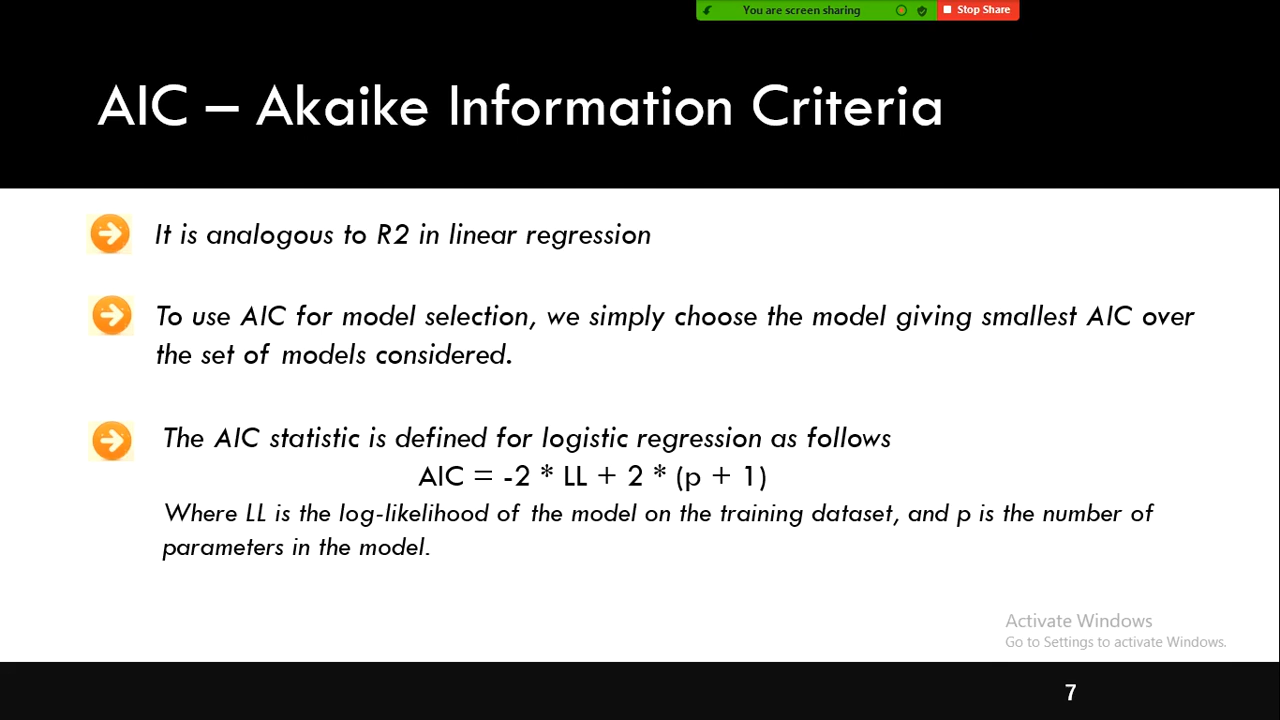 You are screen sharing
Stop Share
AIC – Akaike Information Criteria
It is analogous to R2 in linear regression
To use AIC for model selection, we simply choose the model giving smallest AIC over
the set of models considered.
The AIC statistic is defined for logistic regression as follows
AIC = -2 * LL + 2 * (p + 1)
Where LL is the log-likelihood of the model on the training dataset, and p is the number of
parameters in the model.
Activate Windows
Go to Settings to activate Windows.
7